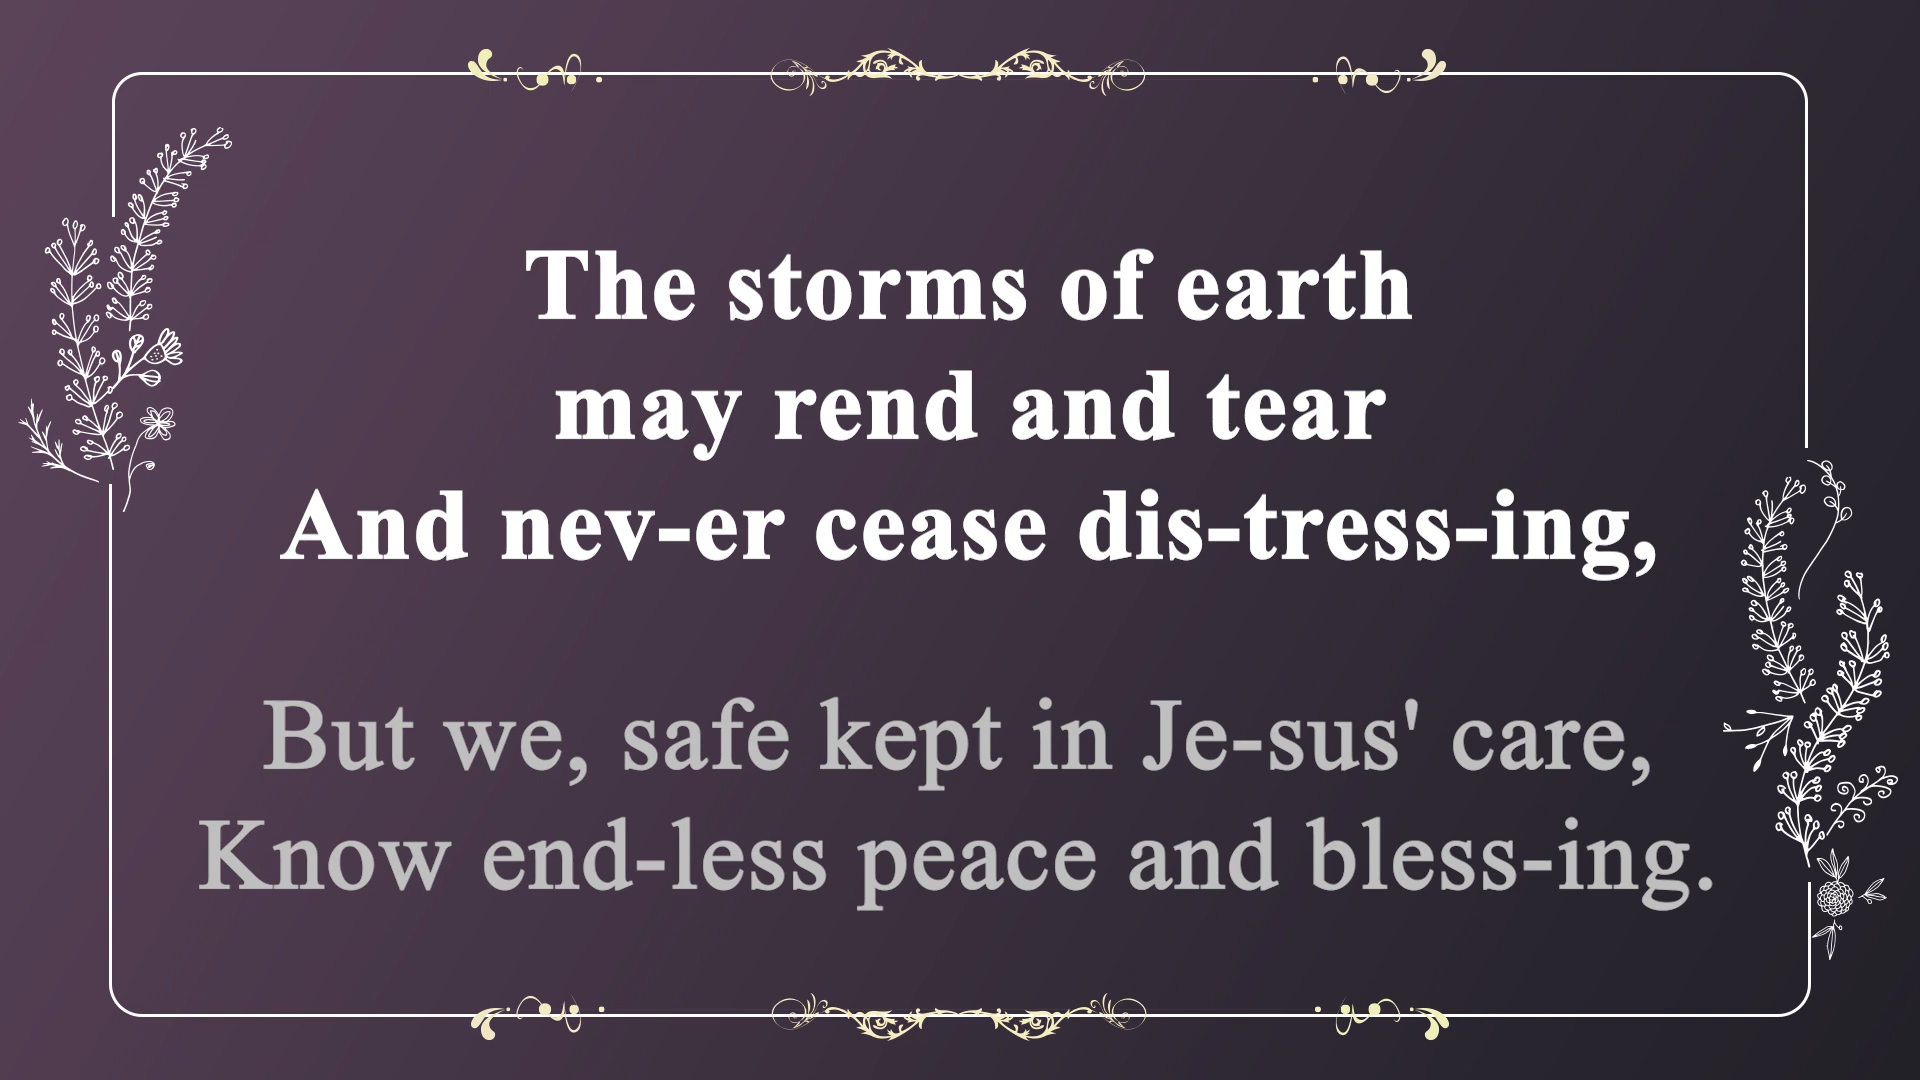 The storms of earth
may rend and tear
And nev-er cease dis-tress-ing,
But we, safe kept in Je-sus' care,
Know end-less peace and bless-ing.